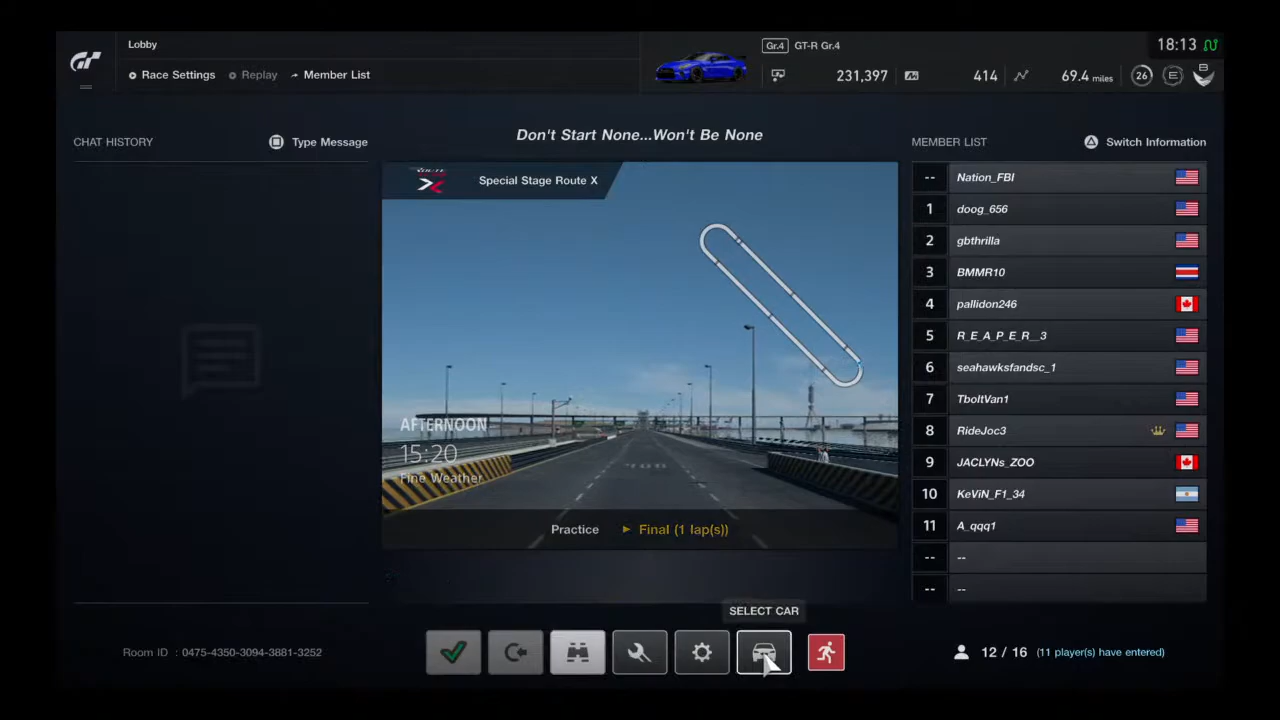 Lobby
Race Settings
Replay
Member List
Gr.4 GT-R Gr.4
231,397
414
69.4 miles
26
E
B
18:13
CHAT HISTORY
Type Message
Don't Start None...Won't Be None
MEMBER LIST
Switch Information
Special Stage Route X
AFTERNOON
15:20
Fine Weather
Practice
Final (1 lap(s))
-- Nation_FBI
1 doog_656
2 gbthrilla
3 BMMR10
4 pallidon246
5 R_E_A_P_E_R__3
6 seahawksfandsc_1
7 TboltVan1
8 RideJoc3
9 JACLYNs_ZOO
10 KeViN_F1_34
11 A_qqq1
-- --
-- --
SELECT CAR
Room ID : 0475-4350-3094-3881-3252
12 / 16 (11 player(s) have entered)